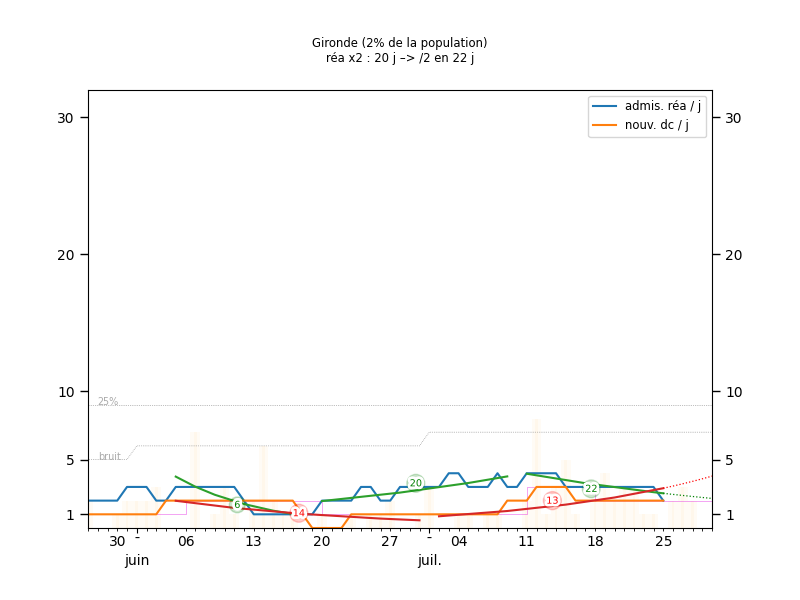 Gironde (2% de la population)
réa x2 : 20 j –> /2 en 22 j
admis. réa / j
nouv. dc / j
30 30
20 20
10 10
25%
5 bruit 5
20
22
6
13
14
1 1
30 - 06 13 20 27 - 04 11 18 25
juin juil.